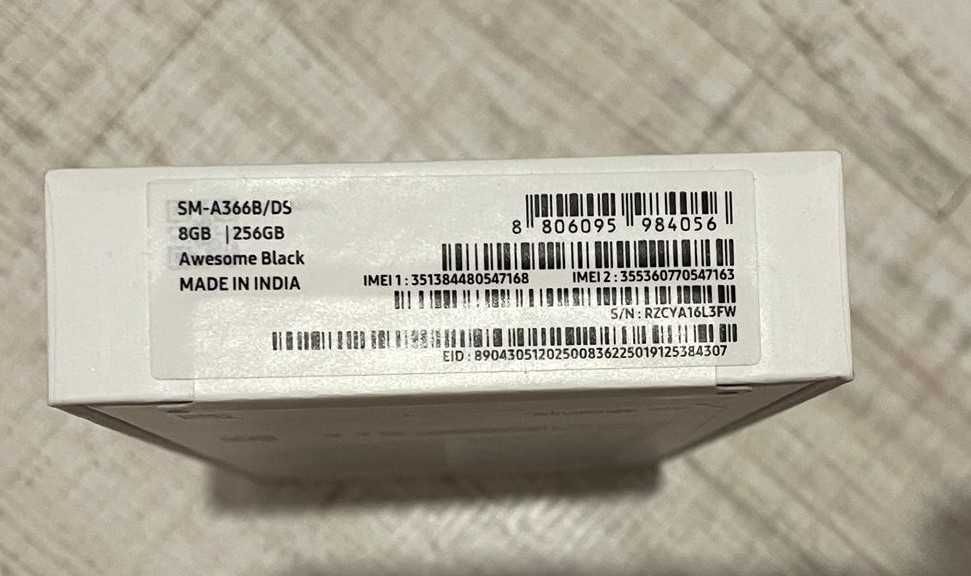 SM-A366B/DS
8GB | 256GB
Awesome Black
MADE IN INDIA
8 806095 984056
IMEI 1 : 351384480547168
IMEI 2 : 355360770547163
S/N : RZCYA16L3FW
EID : 89043051202500836225019125384307